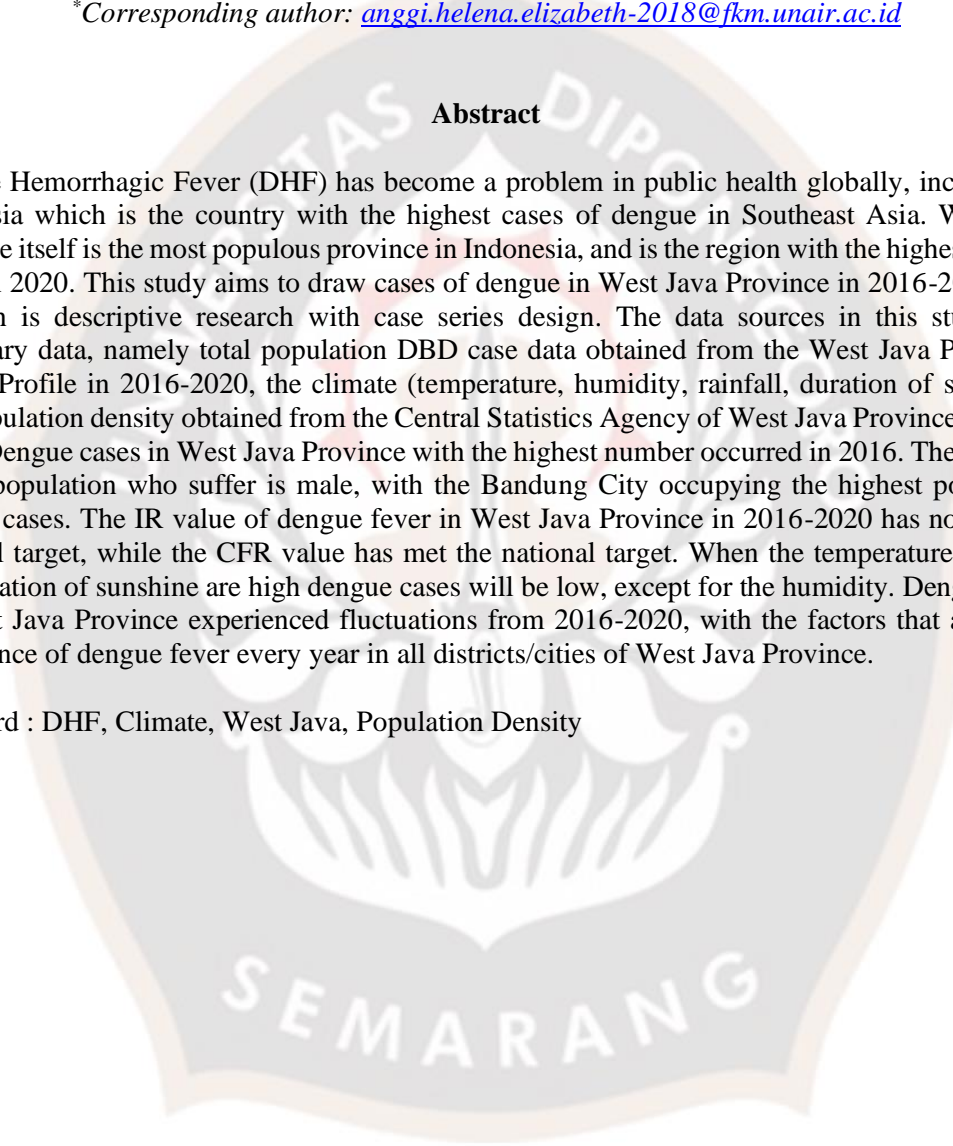 *Corresponding author: anggi.helena.elizabeth-2018@fkm.unair.ac.id
Abstract
Hemorrhagic Fever (DHF) has become a problem in public health globally, inc
sia which is the country with the highest cases of dengue in Southeast Asia. W
e itself is the most populous province in Indonesia, and is the region with the highes
2020. This study aims to draw cases of dengue in West Java Province in 2016-2
is descriptive research with case series design. The data sources in this stu
ary data, namely total population DBD case data obtained from the West Java P
Profile in 2016-2020, the climate (temperature, humidity, rainfall, duration of s
pulation density obtained from the Central Statistics Agency of West Java Province
Dengue cases in West Java Province with the highest number occurred in 2016. The
population who suffer is male, with the Bandung City occupying the highest po
cases. The IR value of dengue fever in West Java Province in 2016-2020 has no
l target, while the CFR value has met the national target. When the temperature
ation of sunshine are high dengue cases will be low, except for the humidity. Deng
t Java Province experienced fluctuations from 2016-2020, with the factors that a
nce of dengue fever every year in all districts/cities of West Java Province.
rd : DHF, Climate, West Java, Population Density
UNIVERSITAS DIPONEGORO
SEMARANG